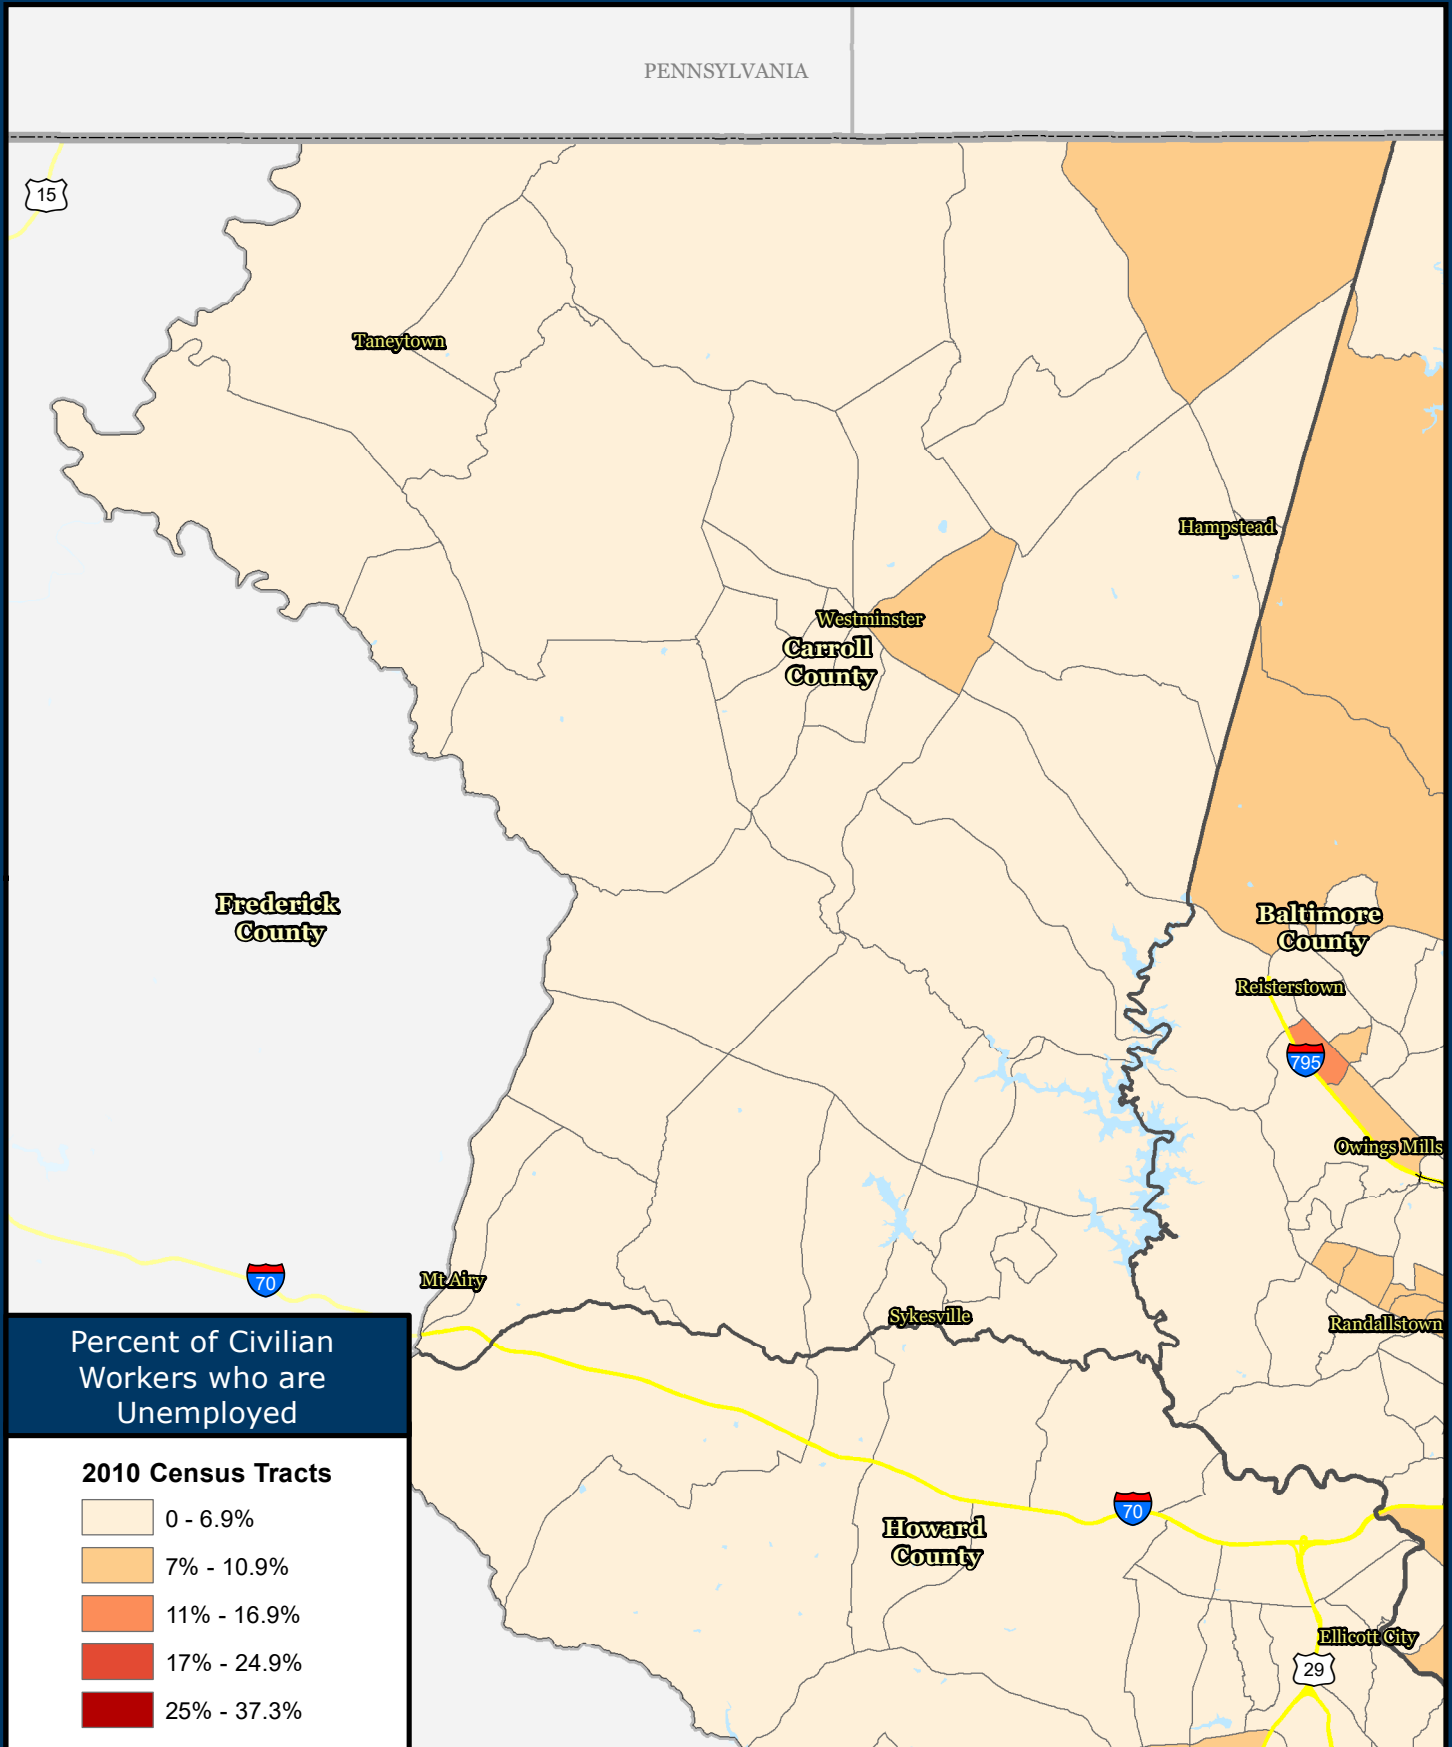 PENNSYLVANIA
15
Taneytown
Hampstead
Westminster
Carroll
County
Frederick
County
Baltimore
County
Reisterstown
795
Owings Mills
70
Mt Airy
Sykesville
Randallstown
Percent of Civilian
Workers who are
Unemployed
2010 Census Tracts
0 - 6.9%
7% - 10.9%
11% - 16.9%
17% - 24.9%
25% - 37.3%
70
Howard
County
Ellicott City
29